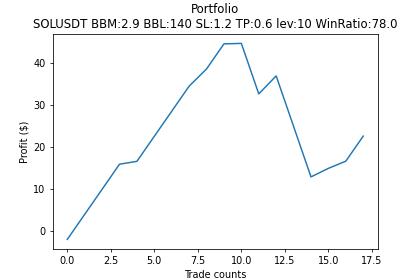 Portfolio
SOLUSDT BBM:2.9 BBL:140 SL:1.2 TP:0.6 lev:10 WinRatio:78.0
Profit ($)
40
30
20
10
0
0.0 2.5 5.0 7.5 10.0 12.5 15.0 17.5
Trade counts